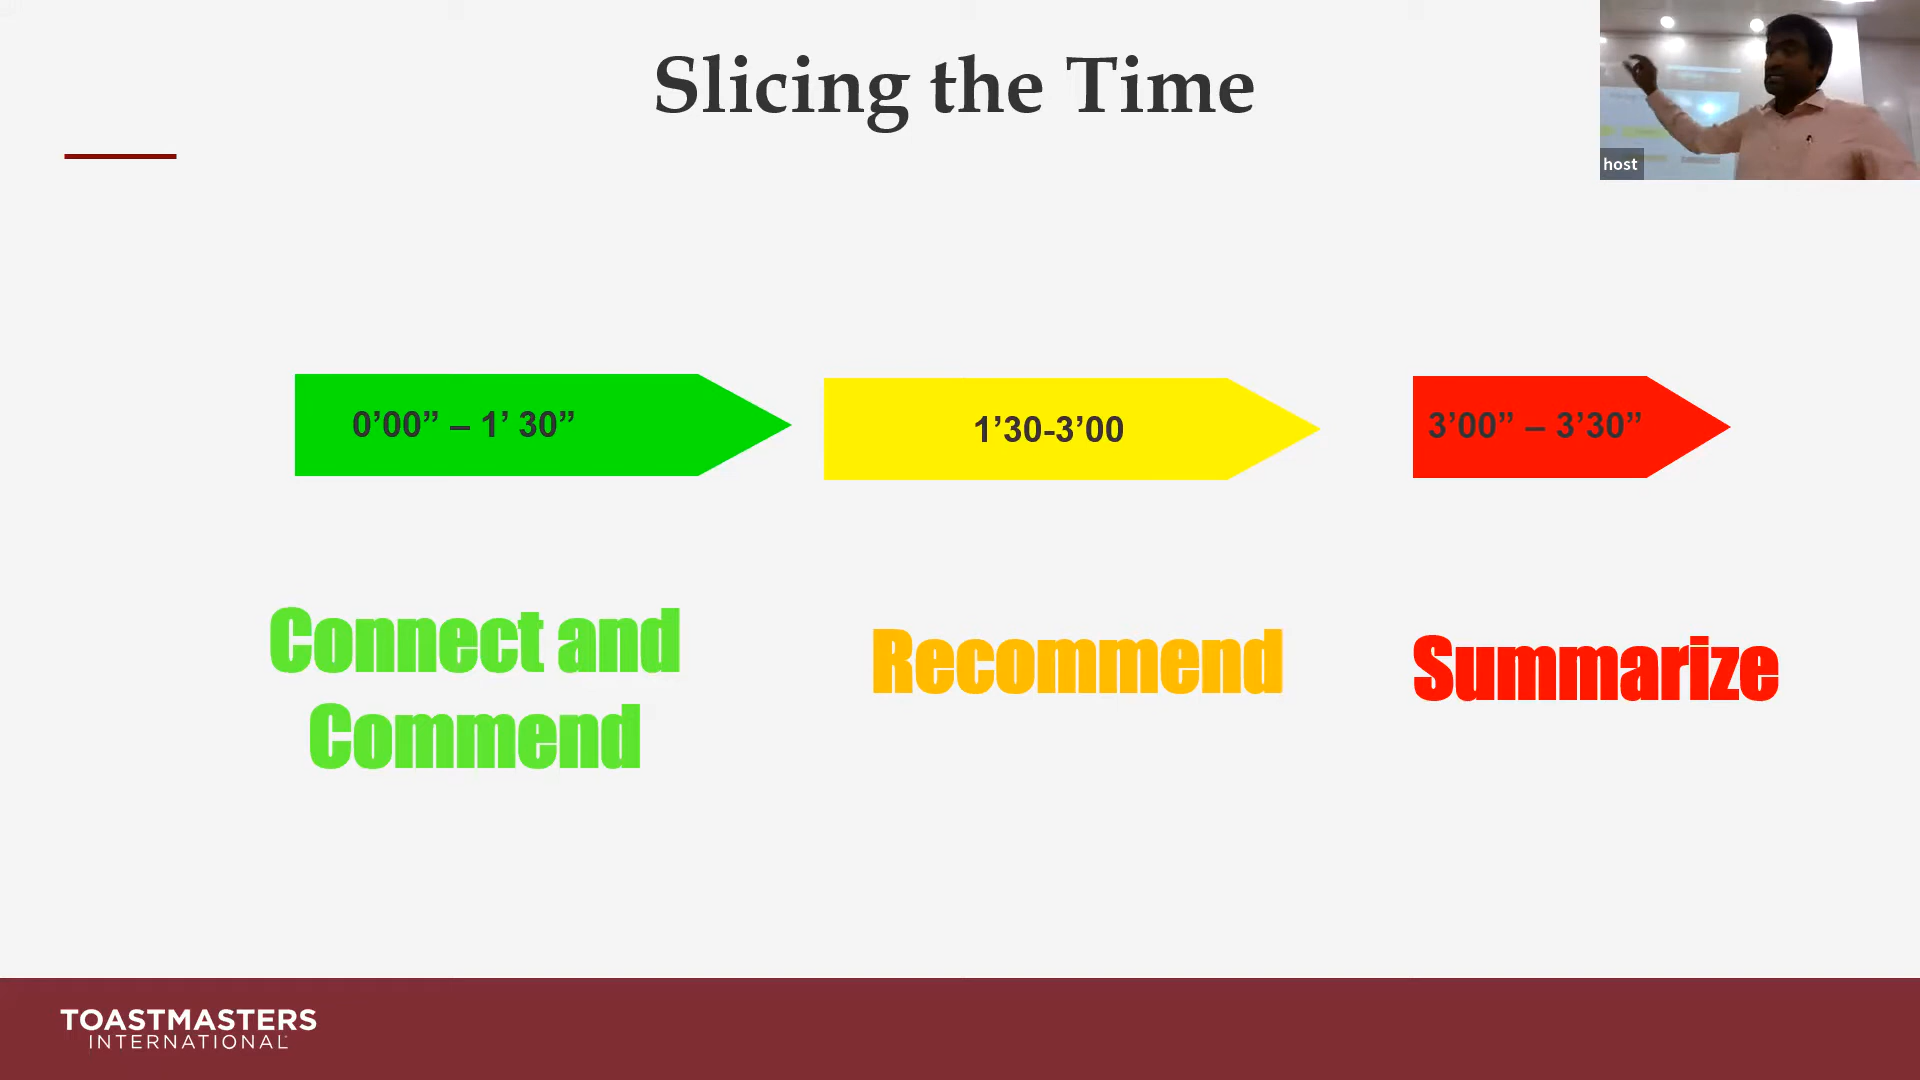 Slicing the Time
host
0’00” – 1’ 30”
1’30-3’00
3’00” – 3’30”
Connect and
Commend
Recommend
Summarize
TOASTMASTERS
INTERNATIONAL